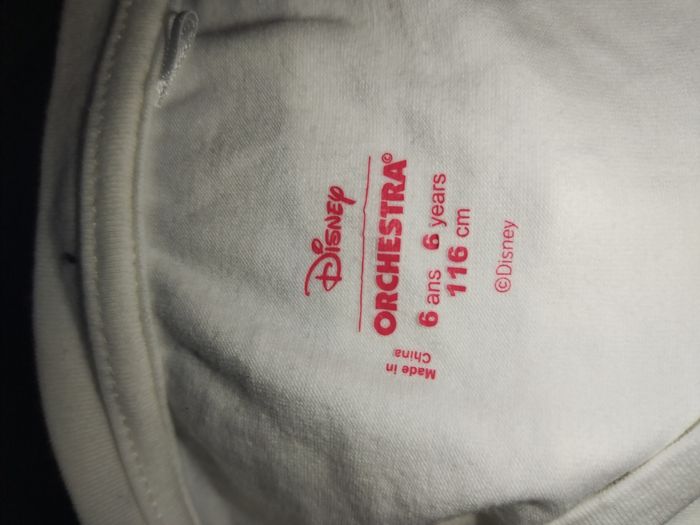 Disney
ORCHESTRA©
6 ans 6 years
116 cm
©Disney
Made in
China